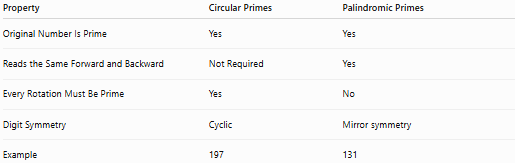 Property Circular Primes Palindromic Primes
Original Number Is Prime Yes Yes
Reads the Same Forward and Backward Not Required Yes
Every Rotation Must Be Prime Yes No
Digit Symmetry Cyclic Mirror symmetry
Example 197 131